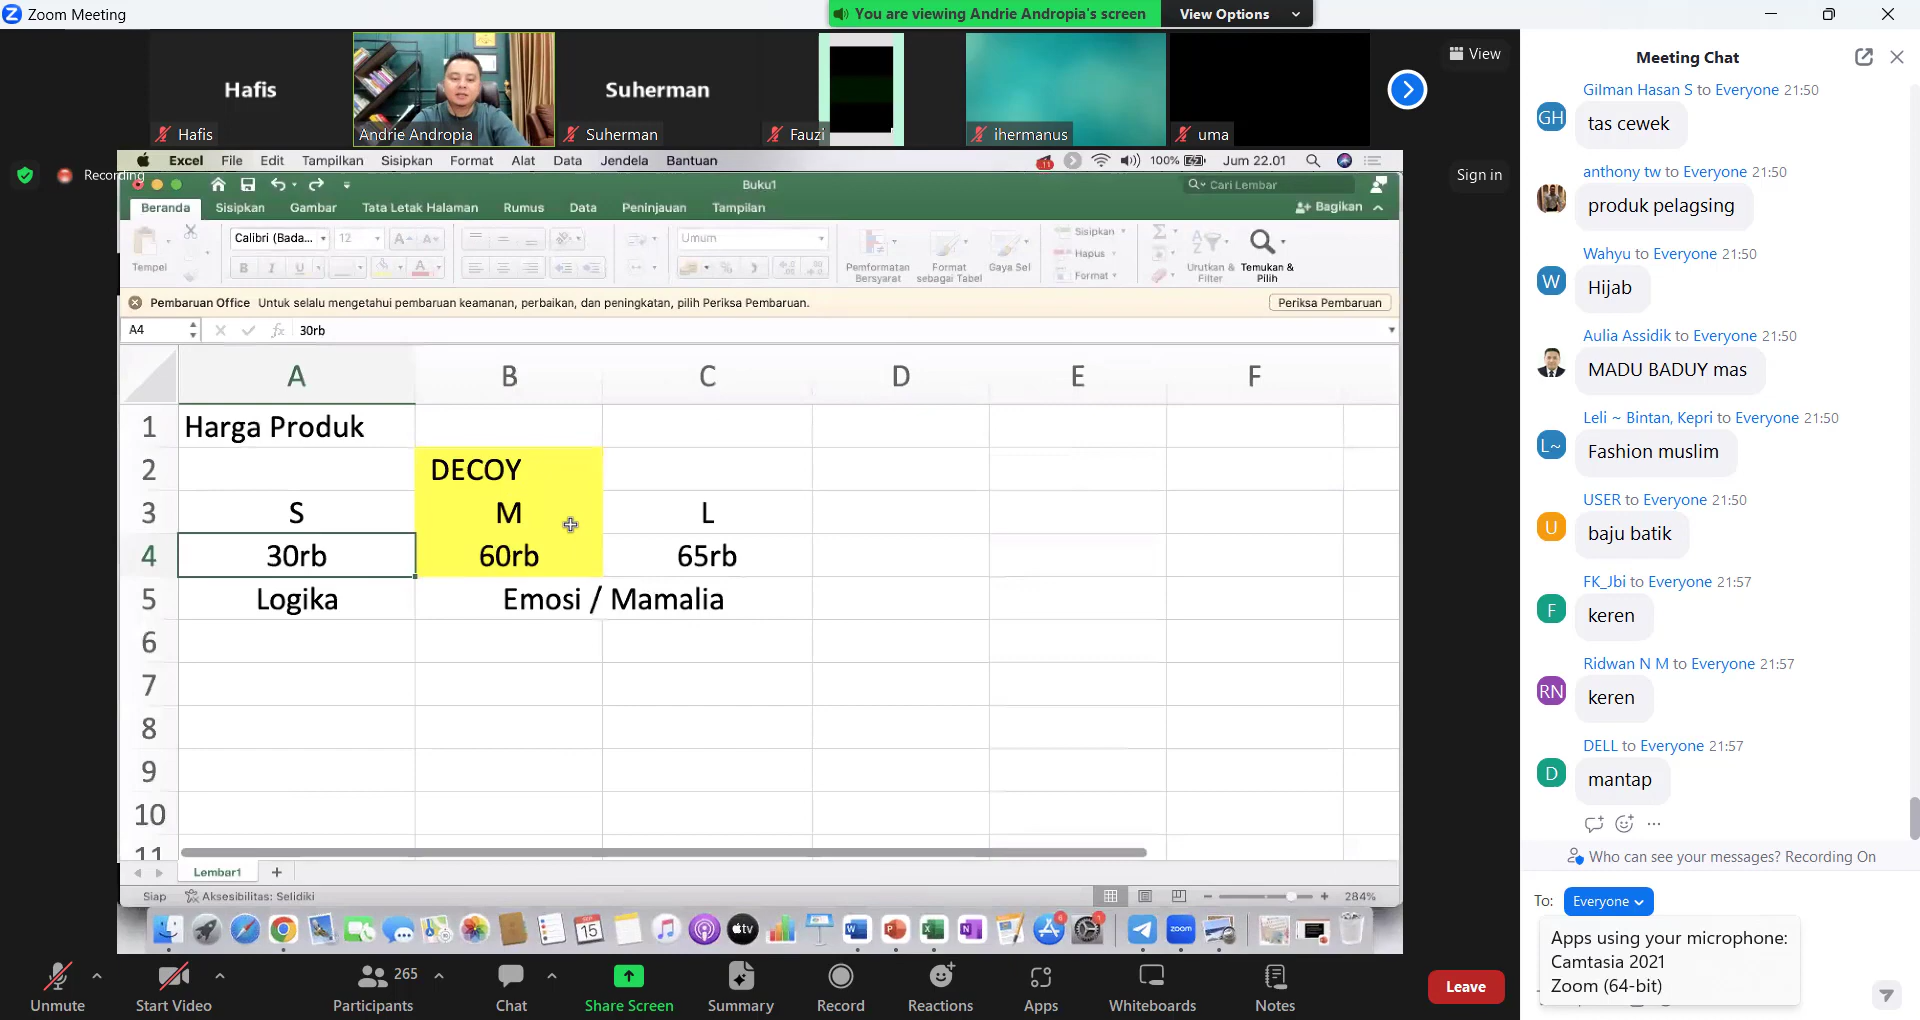 Zoom Meeting
You are viewing Andrie Andropia's screen
View Options
Hafis
Hafis
Andrie Andropia
Suherman
Suherman
Fauzi
ihermanus
uma
View
Recording
Sign in
Excel File Edit Tampilkan Sisipkan Format Alat Data Jendela Bantuan
100% Jum 22.01
Buku1
Cari Lembar
Beranda Sisipkan Gambar Tata Letak Halaman Rumus Data Peninjauan Tampilan
Bagikan
Tempel
Calibri (Bada...
12
A A
B I U
A
Umum
%
Pemformatan
Bersyarat
Format
sebagai Tabel
Gaya Sel
Sisipkan
Hapus
Format
Urutkan &
Filter
Temukan &
Pilih
Pembaruan Office Untuk selalu mengetahui pembaruan keamanan, perbaikan, dan peningkatan, pilih Periksa Pembaruan.
Periksa Pembaruan
A4
fx 30rb
A B C D E F
1 Harga Produk
2 DECOY
3 S M L
4 30rb 60rb 65rb
5 Logika Emosi / Mamalia
6
7
8
9
10
11
Lembar1
Siap Aksesibilitas: Selidiki
284%
SEP
15
tv
zoom
Unmute
Start Video
265
Participants
Chat
Share Screen
Summary
Record
Reactions
Apps
Whiteboards
Notes
Leave
Meeting Chat
Gilman Hasan S to Everyone 21:50
GH
tas cewek
anthony tw to Everyone 21:50
produk pelagsing
Wahyu to Everyone 21:50
W
Hijab
Aulia Assidik to Everyone 21:50
MADU BADUY mas
Leli ~ Bintan, Kepri to Everyone 21:50
L~
Fashion muslim
USER to Everyone 21:50
U
baju batik
FK_Jbi to Everyone 21:57
F
keren
Ridwan N M to Everyone 21:57
RN
keren
DELL to Everyone 21:57
D
mantap
Who can see your messages? Recording On
To: Everyone
Apps using your microphone:
Camtasia 2021
Zoom (64-bit)